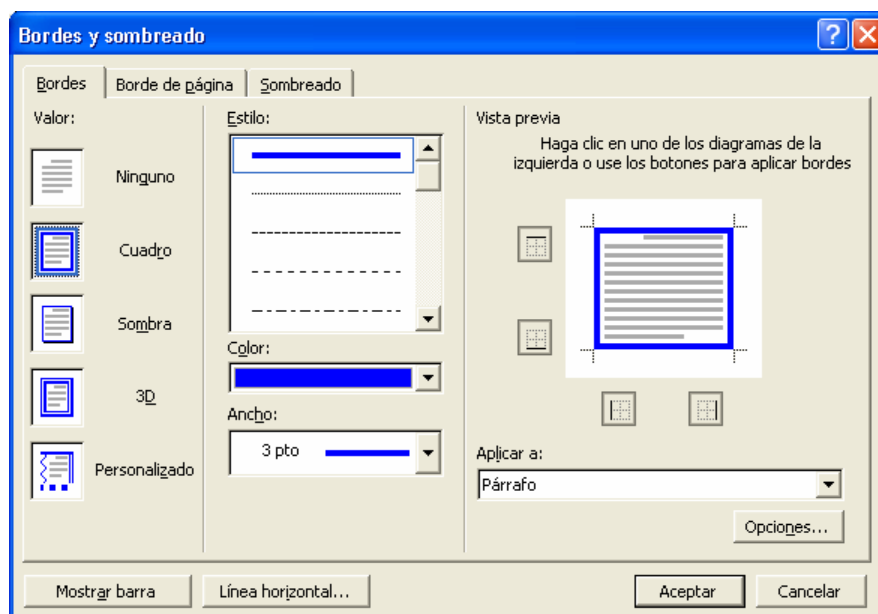 Bordes y sombreado
Bordes
Borde de página
Sombreado
Valor:
Ninguno
Cuadro
Sombra
3D
Personalizado
Estilo:
Color:
Ancho:
3 pto
Vista previa
Haga clic en uno de los diagramas de la
izquierda o use los botones para aplicar bordes
Aplicar a:
Párrafo
Opciones...
Mostrar barra
Línea horizontal...
Aceptar
Cancelar